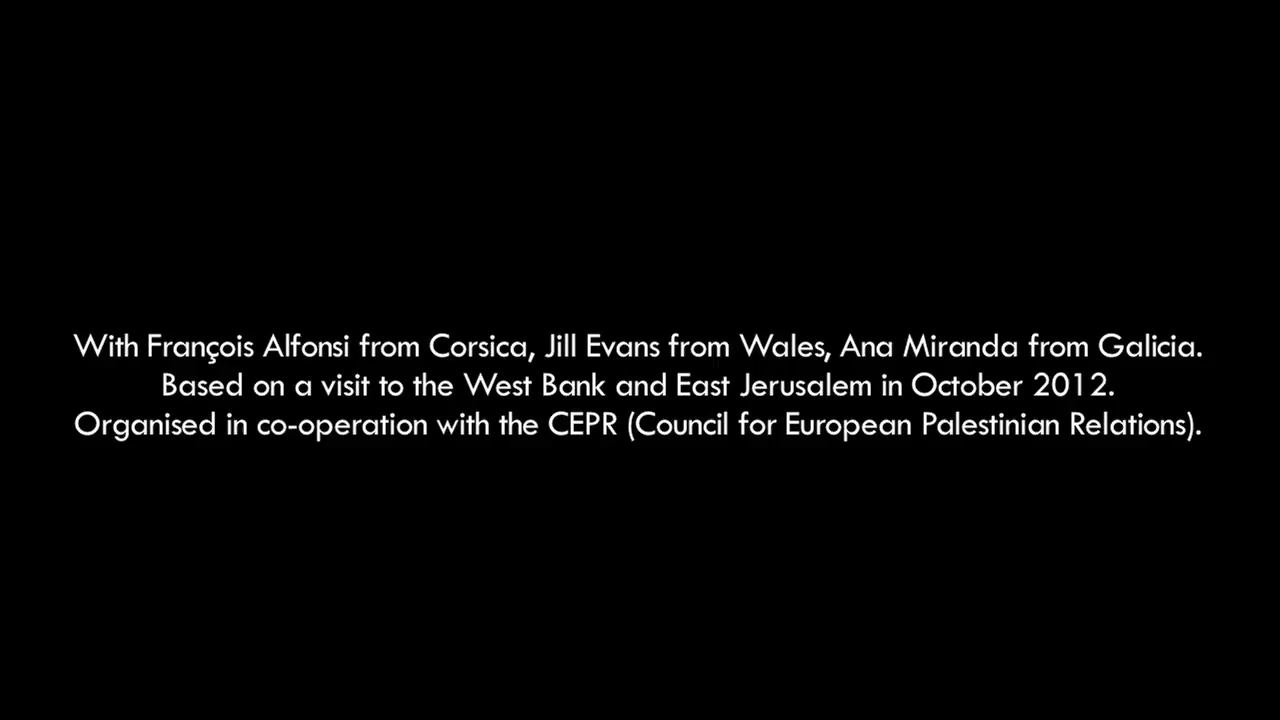 With François Alfonsi from Corsica, Jill Evans from Wales, Ana Miranda from Galicia.
Based on a visit to the West Bank and East Jerusalem in October 2012.
Organised in co-operation with the CEPR (Council for European Palestinian Relations).